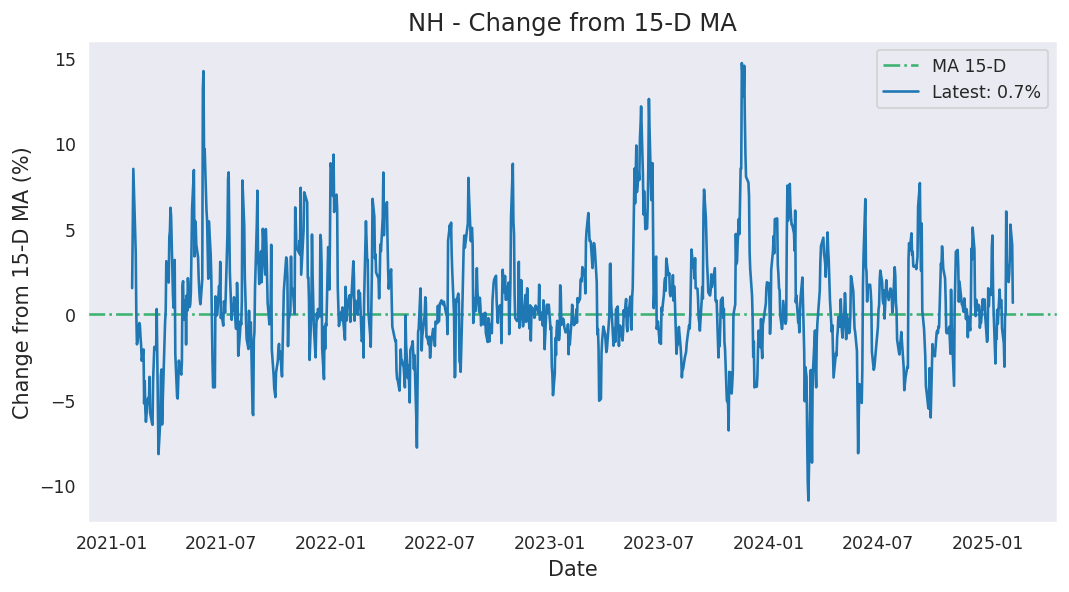 NH - Change from 15-D MA
15
10
5
0
−5
−10
Change from 15-D MA (%)
MA 15-D
Latest: 0.7%
2021-01 2021-07 2022-01 2022-07 2023-01 2023-07 2024-01 2024-07 2025-01
Date